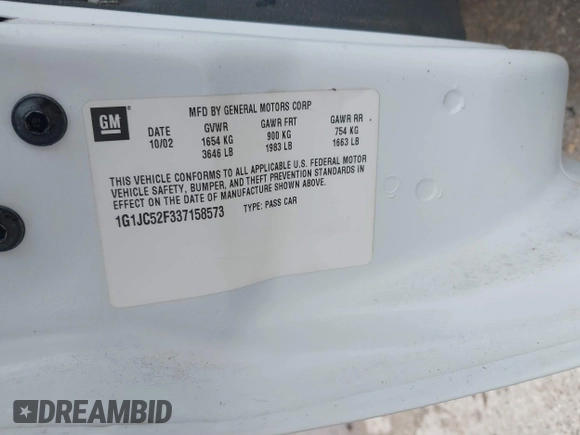 GM
MFD BY GENERAL MOTORS CORP
DATE GVWR GAWR FRT GAWR RR
10/02 1654 KG 900 KG 754 KG
3646 LB 1983 LB 1663 LB
THIS VEHICLE CONFORMS TO ALL APPLICABLE U.S. FEDERAL MOTOR
VEHICLE SAFETY, BUMPER, AND THEFT PREVENTION STANDARDS IN
EFFECT ON THE DATE OF MANUFACTURE SHOWN ABOVE.
1G1JC52F337158573 TYPE: PASS CAR
DREAMBID